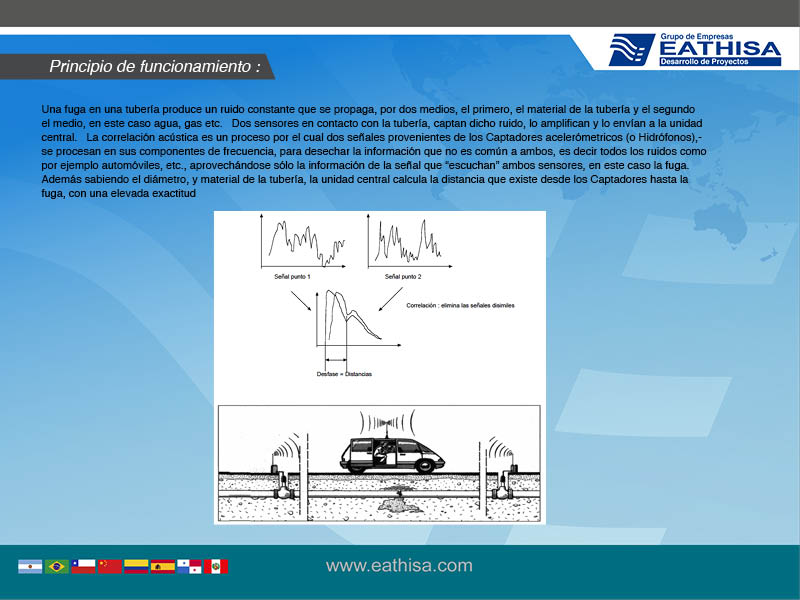 Grupo de Empresas
EATHISA
Desarrollo de Proyectos
Principio de funcionamiento :
Una fuga en una tubería produce un ruido constante que se propaga, por dos medios, el primero, el material de la tubería y el segundo
el medio, en este caso agua, gas etc.   Dos sensores en contacto con la tubería, captan dicho ruido, lo amplifican y lo envían a la unidad
central.   La correlación acústica es un proceso por el cual dos señales provenientes de los Captadores acelerómetricos (o Hidrófonos),-
se procesan en sus componentes de frecuencia, para desechar la información que no es común a ambos, es decir todos los ruidos como
por ejemplo automóviles, etc., aprovechándose sólo la información de la señal que “escuchan” ambos sensores, en este caso la fuga.
Además sabiendo el diámetro, y material de la tubería, la unidad central calcula la distancia que existe desde los Captadores hasta la
fuga, con una elevada exactitud
Señal punto 1
Señal punto 2
Correlación : elimina las señales disimiles
Desfase = Distancias
www.eathisa.com